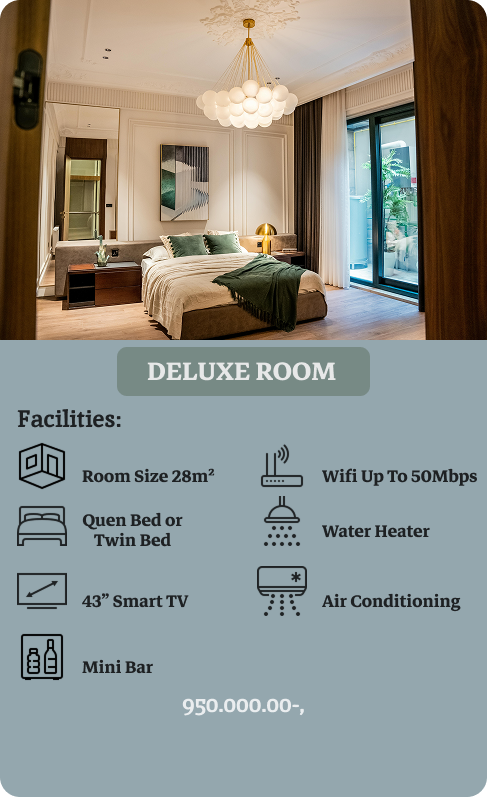 DELUXE ROOM
Facilities:
Room Size 28m²
Wifi Up To 50Mbps
Quen Bed or
Twin Bed
Water Heater
43” Smart TV
Air Conditioning
Mini Bar
950.000.00-,